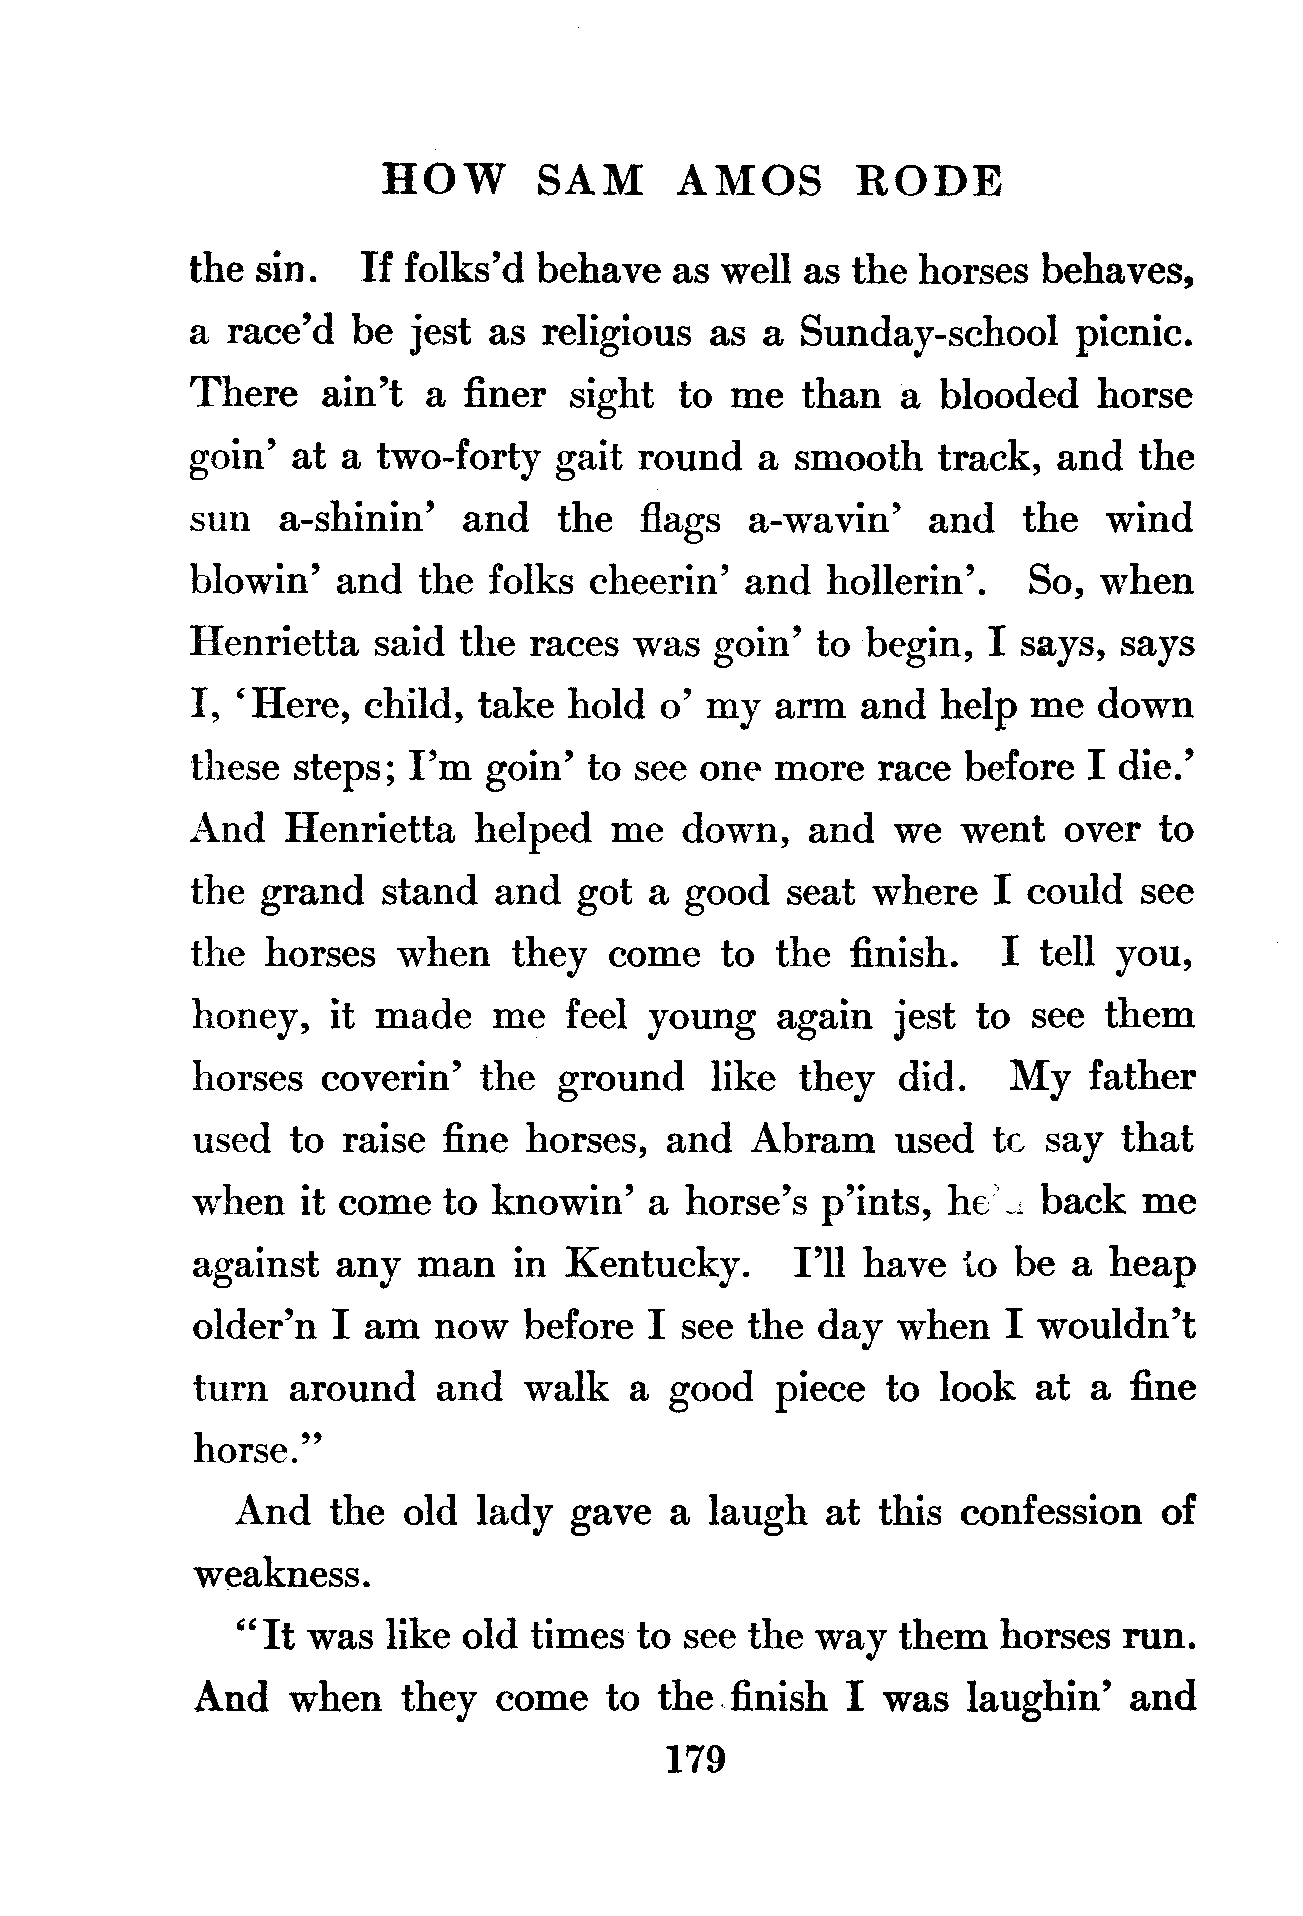 HOW SAM AMOS RODE
the sin. If folks'd behave as well as the horses behaves,
a race'd be jest as religious as a Sunday-school picnic.
There ain't a finer sight to me than a blooded horse
goin' at a two-forty gait round a smooth track, and the
sun a-shinin' and the flags a-wavin' and the wind
blowin' and the folks cheerin' and hollerin'. So, when
Henrietta said the races was goin' to begin, I says, says
I, 'Here, child, take hold o' my arm and help me down
these steps; I'm goin' to see one more race before I die.'
And Henrietta helped me down, and we went over to
the grand stand and got a good seat where I could see
the horses when they come to the finish. I tell you,
honey, it made me feel young again jest to see them
horses coverin' the ground like they did. My father
used to raise fine horses, and Abram used to say that
when it come to knowin' a horse's p'ints, back me
against any man in Kentucky. I'll have to be a heap
older'n I am now before I see the day when I wouldn't
turn around and walk a good piece to look at a fine
horse."
And the old lady gave a laugh at this confession of
weakness.
"It was like old times to see the way them horses run.
And when they come to the finish I was laughin' and
179